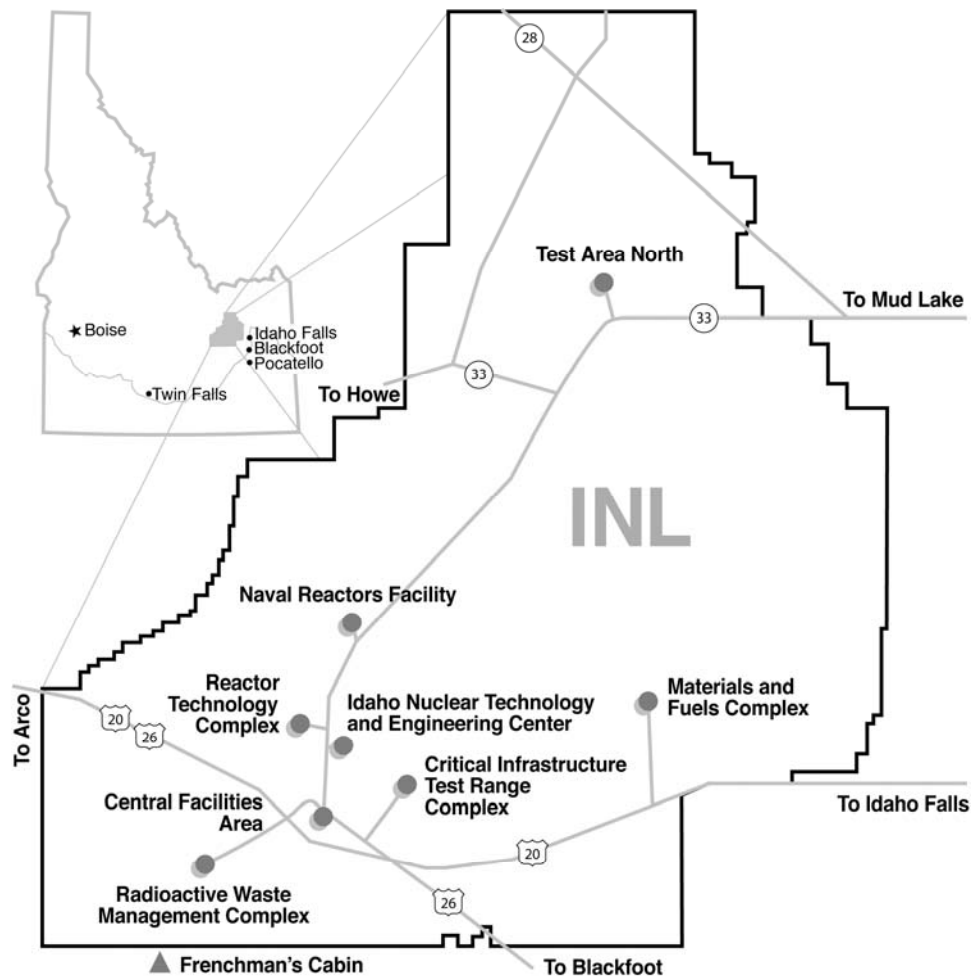 28
Test Area North
To Mud Lake
33
Boise
Idaho Falls
Blackfoot
Pocatello
Twin Falls
33
To Howe
INL
Naval Reactors Facility
Reactor
Technology
Complex
Idaho Nuclear Technology
and Engineering Center
Materials and
Fuels Complex
To Arco
20
26
Critical Infrastructure
Test Range
Complex
Central Facilities
Area
To Idaho Falls
20
Radioactive Waste
Management Complex
26
Frenchman's Cabin
To Blackfoot